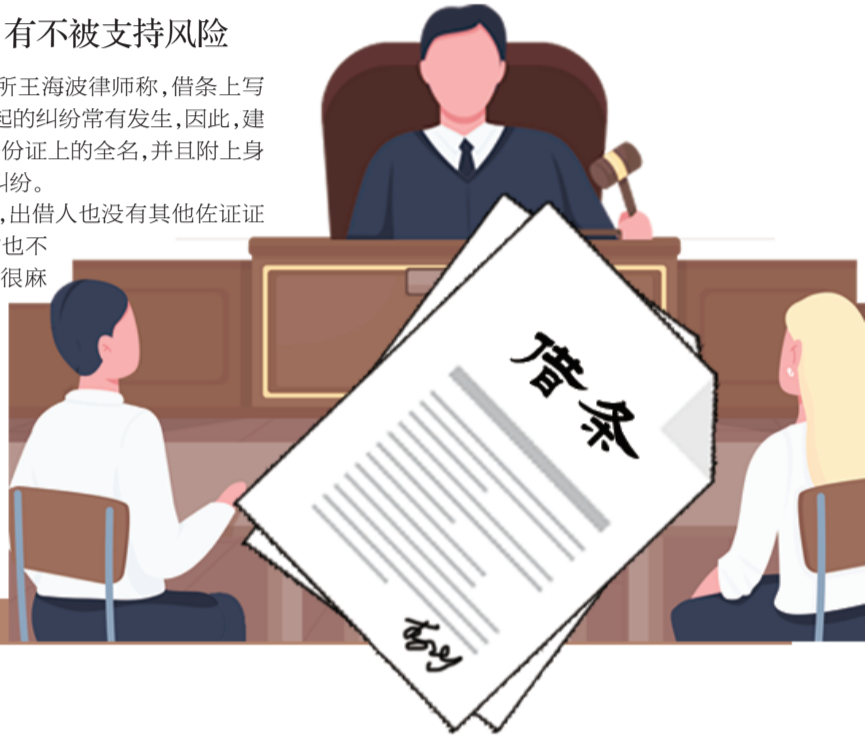 有不被支持风险
所王海波律师称,借条上写
起的纠纷常有发生,因此,建
份证上的全名,并且附上身
纠纷。
,出借人也没有其他佐证证
也不
很麻
借条